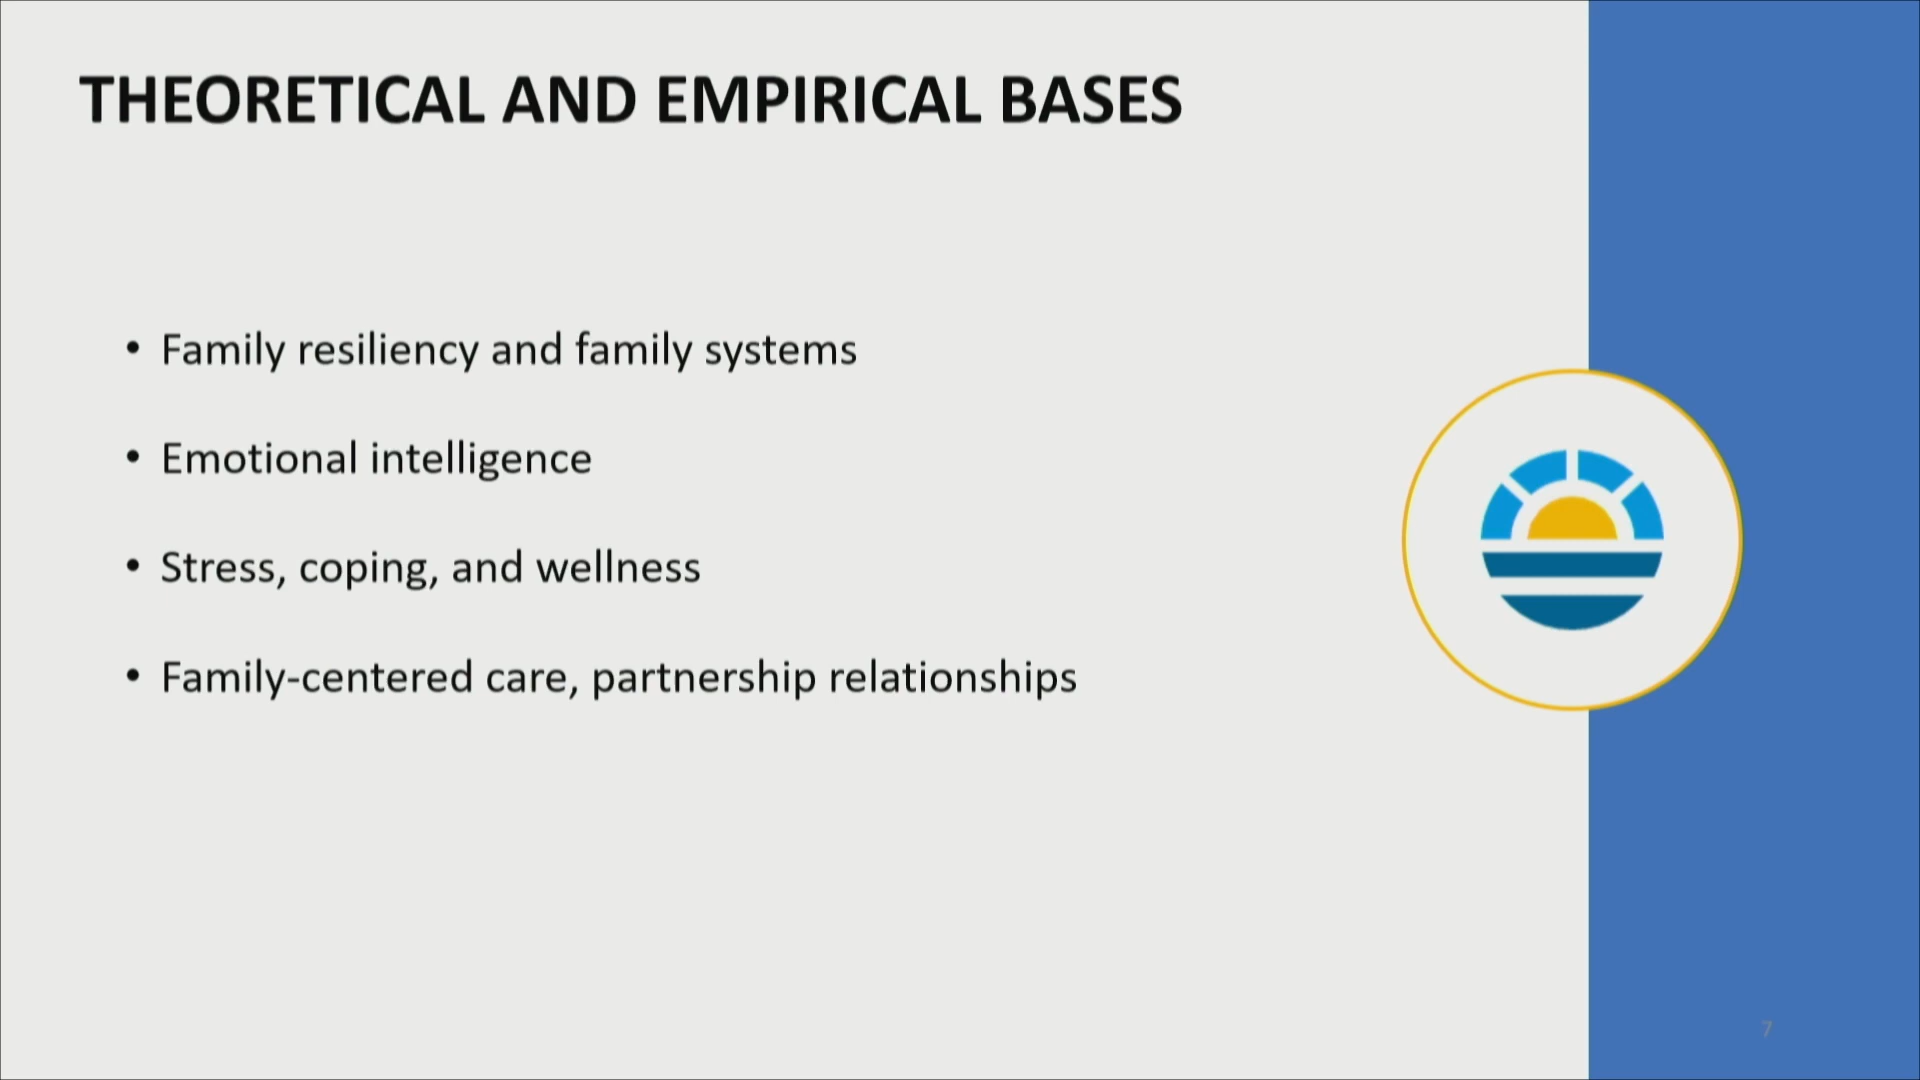 THEORETICAL AND EMPIRICAL BASES
• Family resiliency and family systems
• Emotional intelligence
• Stress, coping, and wellness
• Family-centered care, partnership relationships
7